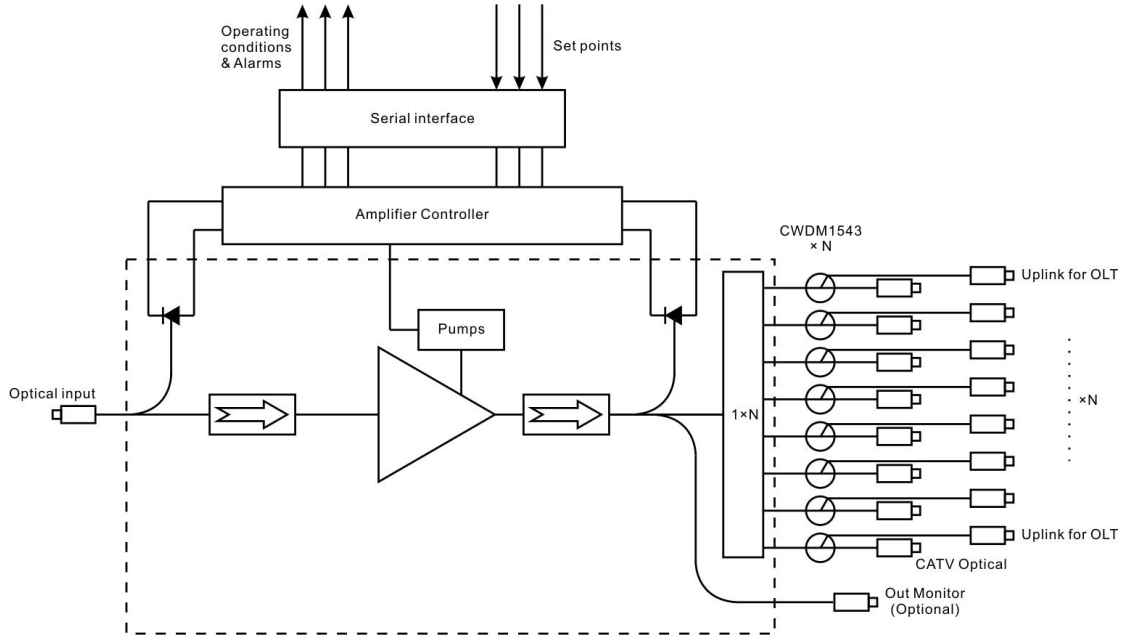 Operating
conditions
& Alarms
Set points
Serial interface
Amplifier Controller
CWDM1543
× N
Uplink for OLT
Pumps
Optical input
1×N
×N
Uplink for OLT
CATV Optical
Out Monitor
(Optional)